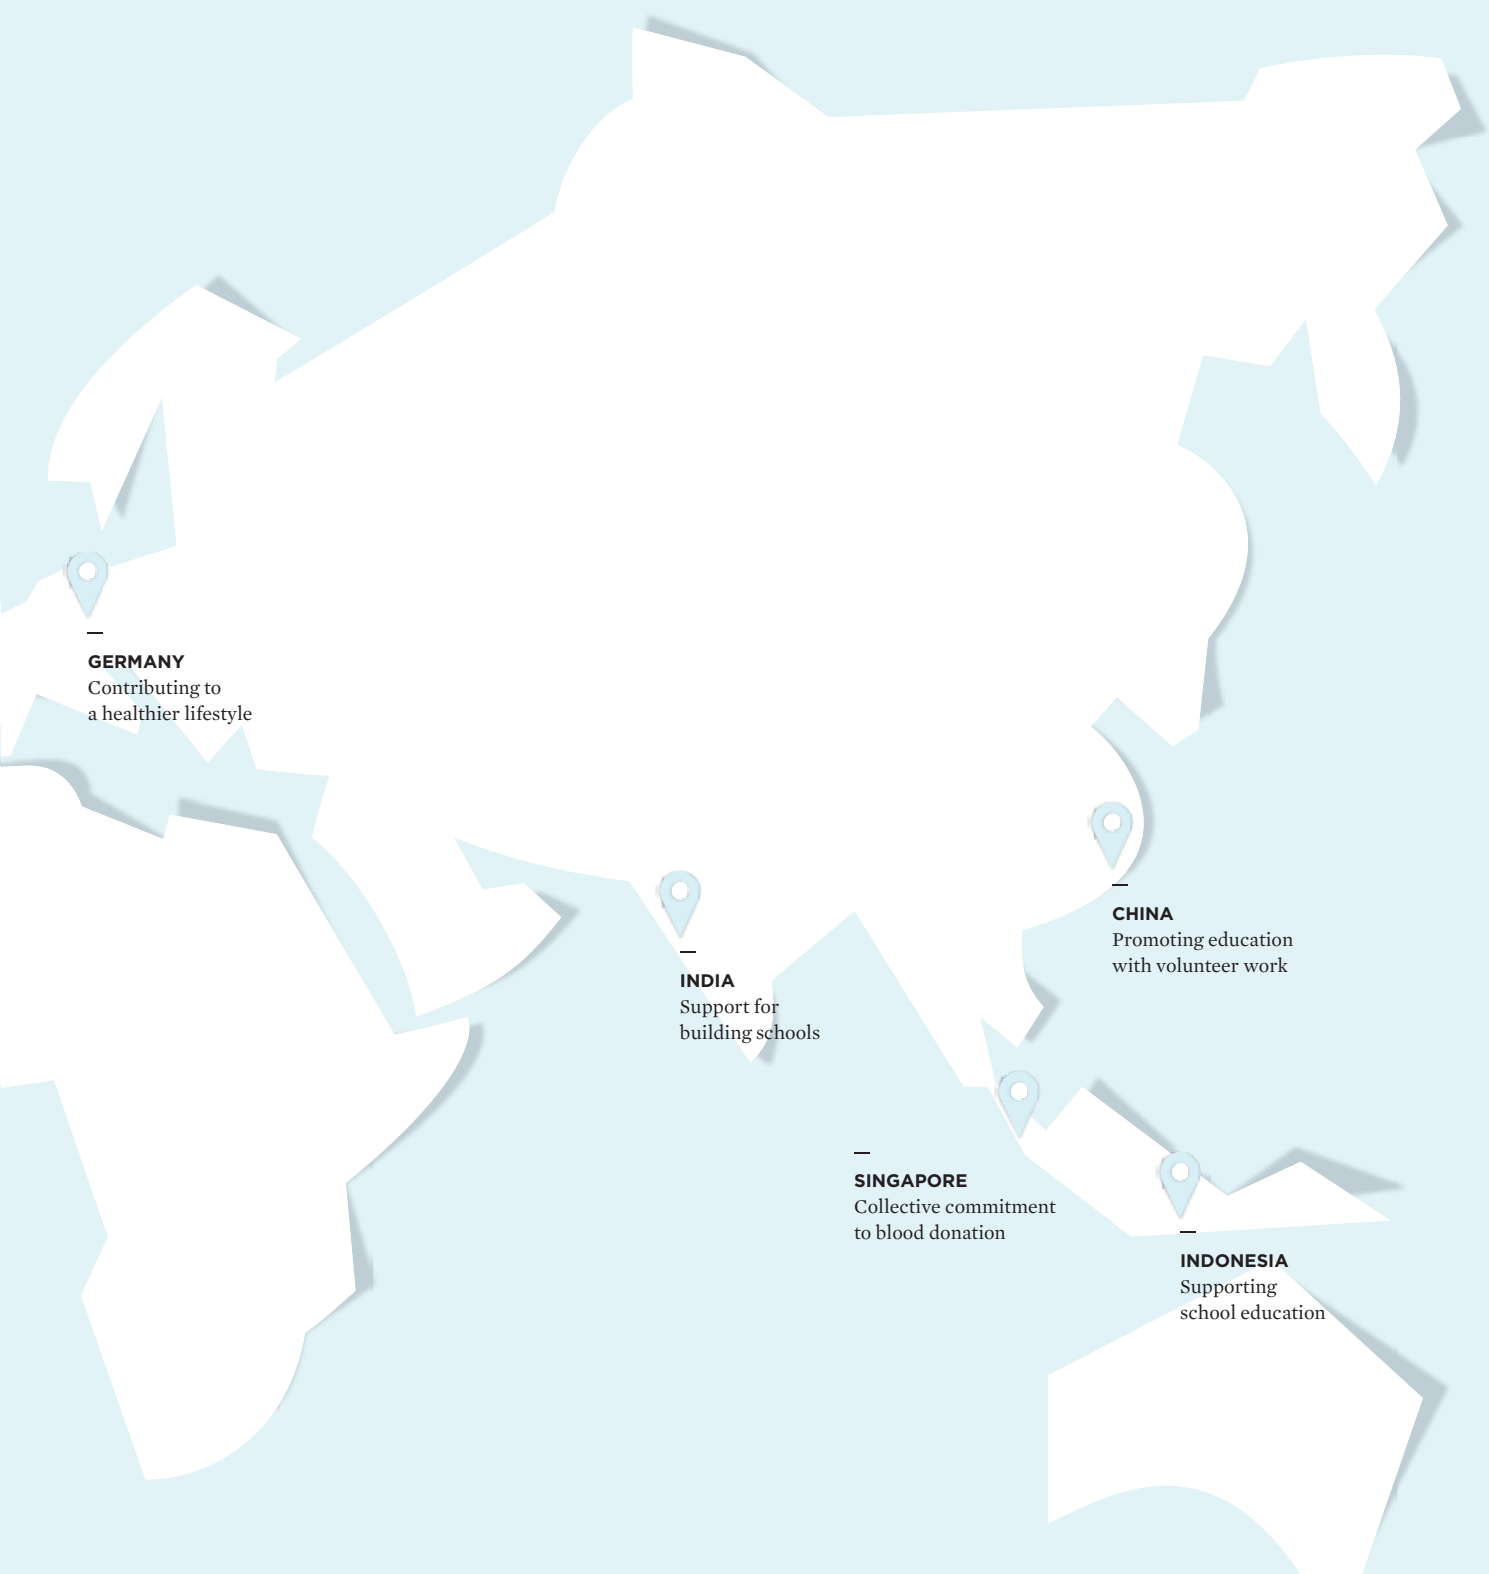 GERMANY
Contributing to
a healthier lifestyle
CHINA
Promoting education
with volunteer work
INDIA
Support for
building schools
SINGAPORE
Collective commitment
to blood donation
INDONESIA
Supporting
school education